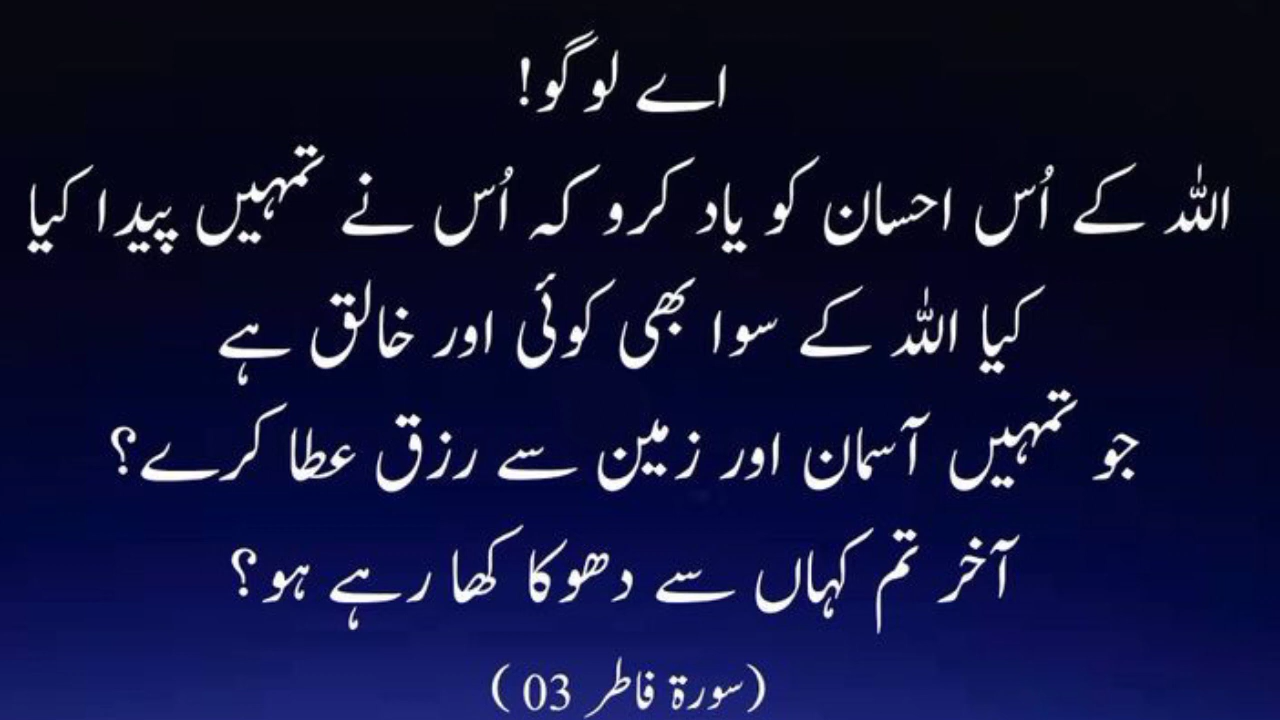 اے لوگو!
اللہ کے اُس احسان کو یاد کرو کہ اُس نے تمہیں پیدا کیا
کیا اللہ کے سوا بھی کوئی اور خالق ہے
جو تمہیں آسمان اور زمین سے رزق عطا کرے؟
آخر تم کہاں سے دھوکا کھا رہے ہو؟
(سورۃ فاطر 03)